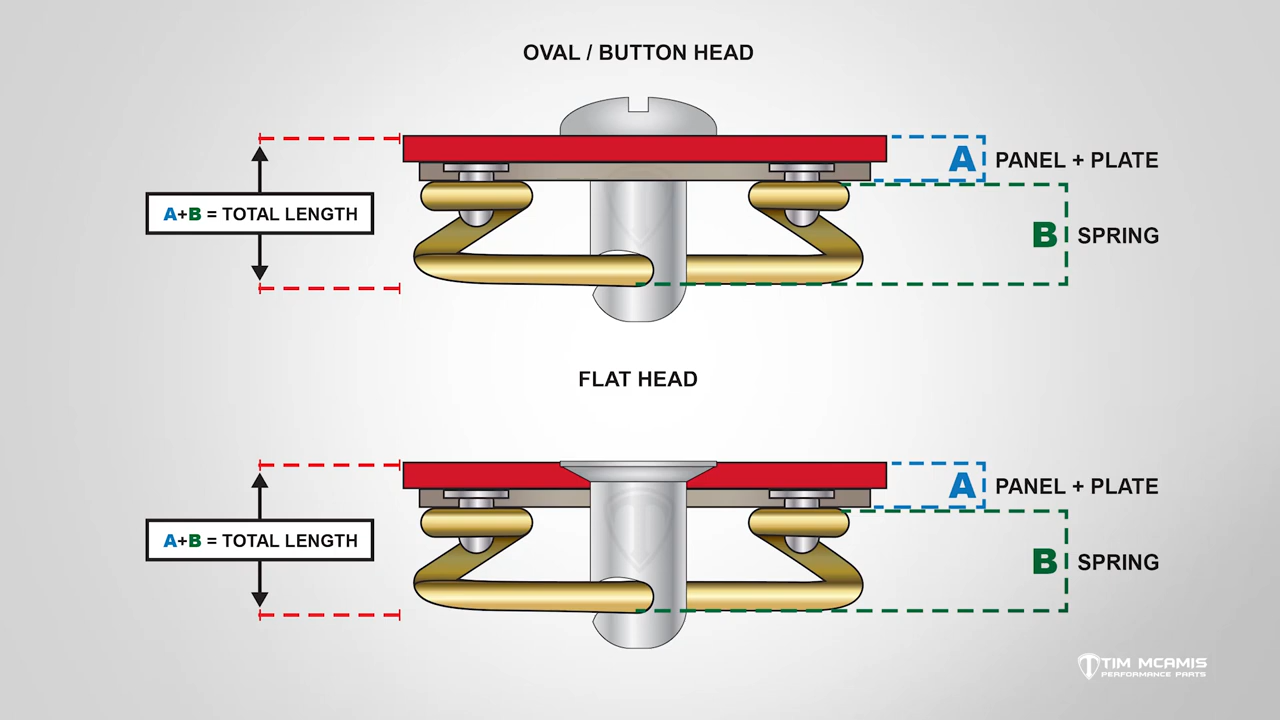 OVAL / BUTTON HEAD
A
PANEL + PLATE
A+B = TOTAL LENGTH
B
SPRING
FLAT HEAD
A
PANEL + PLATE
A+B = TOTAL LENGTH
B
SPRING
TIM MCAMIS
PERFORMANCE PARTS